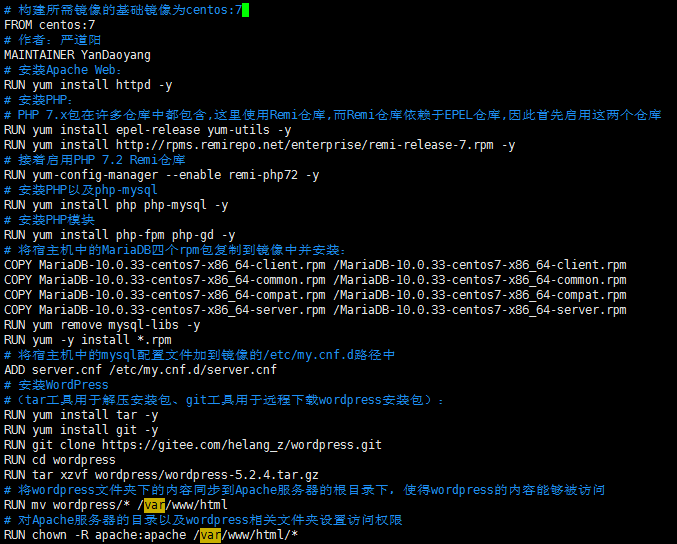 # 构建所需镜像的基础镜像为centos:7
FROM centos:7
# 作者：严道阳
MAINTAINER YanDaoyang
# 安装Apache Web：
RUN yum install httpd -y
# 安装PHP：
# PHP 7.x包在许多仓库中都包含,这里使用Remi仓库,而Remi仓库依赖于EPEL仓库,因此首先启用这两个仓库
RUN yum install epel-release yum-utils -y
RUN yum install http://rpms.remirepo.net/enterprise/remi-release-7.rpm -y
# 接着启用PHP 7.2 Remi仓库
RUN yum-config-manager --enable remi-php72 -y
# 安装PHP以及php-mysql
RUN yum install php php-mysql -y
# 安装PHP模块
RUN yum install php-fpm php-gd -y
# 将宿主机中的MariaDB四个rpm包复制到镜像中并安装：
COPY MariaDB-10.0.33-centos7-x86_64-client.rpm /MariaDB-10.0.33-centos7-x86_64-client.rpm
COPY MariaDB-10.0.33-centos7-x86_64-common.rpm /MariaDB-10.0.33-centos7-x86_64-common.rpm
COPY MariaDB-10.0.33-centos7-x86_64-compat.rpm /MariaDB-10.0.33-centos7-x86_64-compat.rpm
COPY MariaDB-10.0.33-centos7-x86_64-server.rpm /MariaDB-10.0.33-centos7-x86_64-server.rpm
RUN yum remove mysql-libs -y
RUN yum -y install *.rpm
# 将宿主机中的mysql配置文件加到镜像的/etc/my.cnf.d路径中
ADD server.cnf /etc/my.cnf.d/server.cnf
# 安装WordPress
#（tar工具用于解压安装包、git工具用于远程下载wordpress安装包）：
RUN yum install tar -y
RUN yum install git -y
RUN git clone https://gitee.com/helang_z/wordpress.git
RUN cd wordpress
RUN tar xzvf wordpress/wordpress-5.2.4.tar.gz
# 将wordpress文件夹下的内容同步到Apache服务器的根目录下，使得wordpress的内容能够被访问
RUN mv wordpress/* /var/www/html
# 对Apache服务器的目录以及wordpress相关文件夹设置访问权限
RUN chown -R apache:apache /var/www/html/*